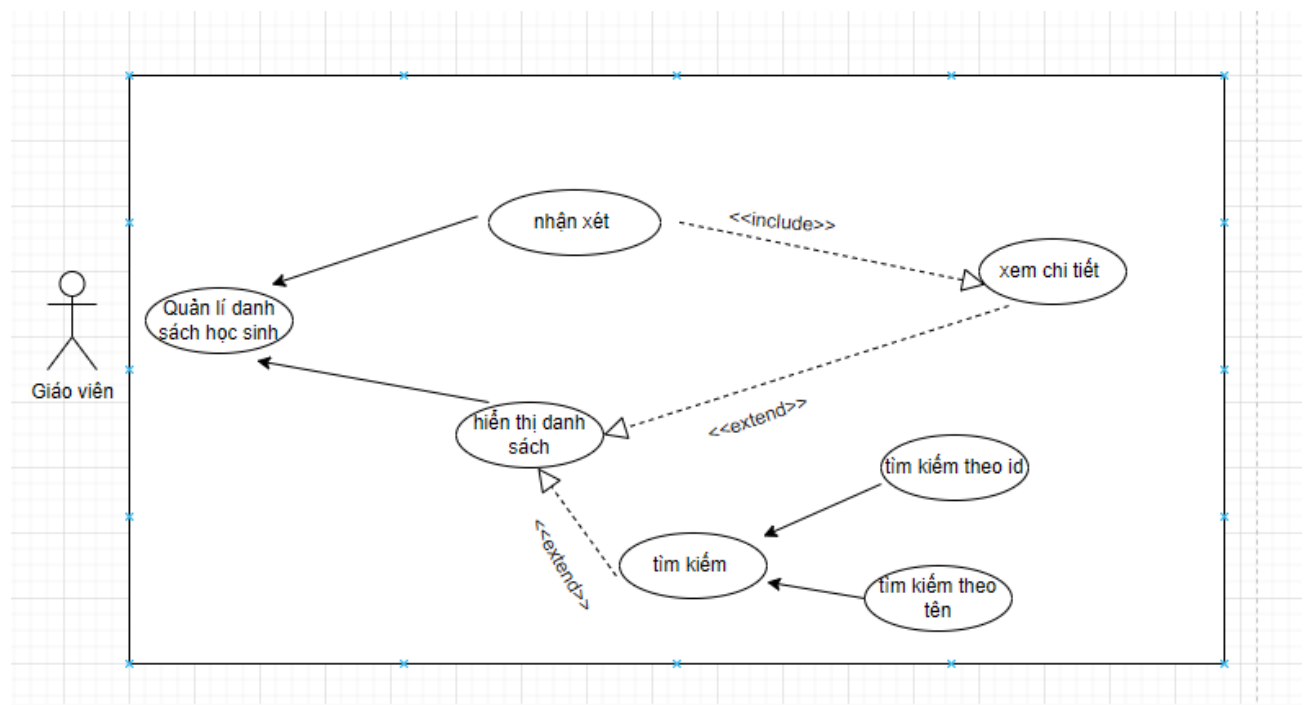 nhận xét
<<include>>
xem chi tiết
Quản lí danh
sách học sinh
Giáo viên
hiển thị danh
sách
<<extend>>
tìm kiếm theo id
<<extend>>
tìm kiếm
tìm kiếm theo
tên